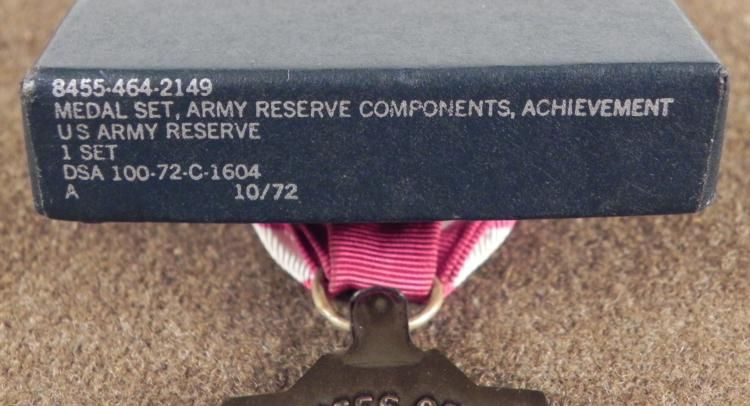 8455-464-2149
MEDAL SET, ARMY RESERVE COMPONENTS, ACHIEVEMENT
US ARMY RESERVE
1 SET
DSA 100-72-C-1604
A 10/72